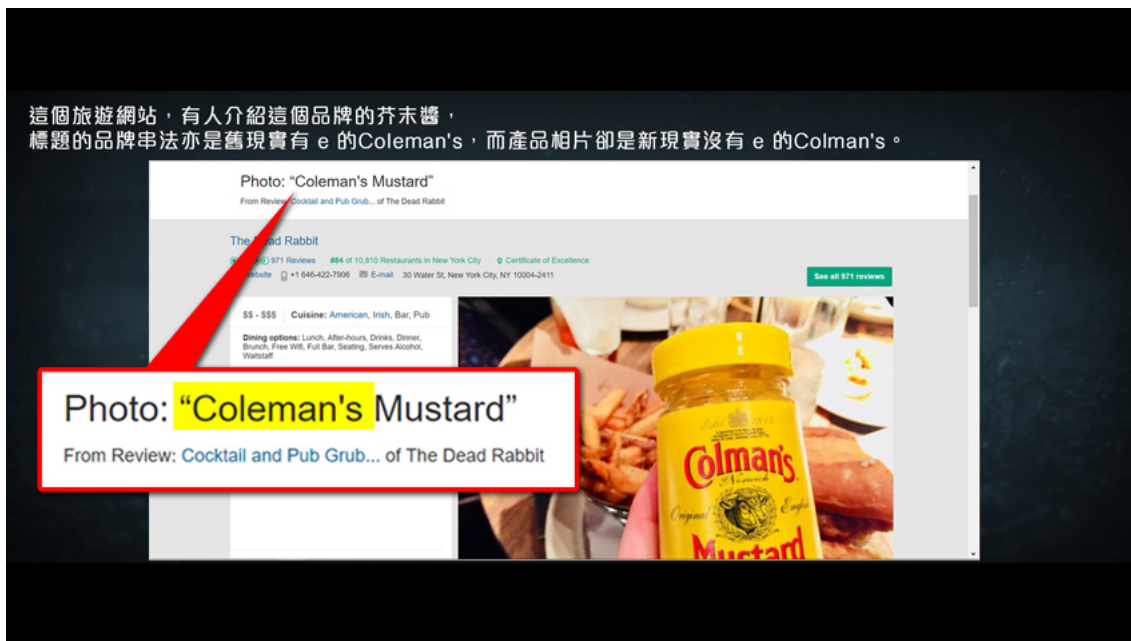 這個旅遊網站，有人介紹這個品牌的芥末醬，
標題的品牌串法亦是舊現實有 e 的Coleman's，而產品相片卻是新現實沒有 e 的Colman's。
Photo: “Coleman's Mustard”
From Review: Cocktail and Pub Grub... of The Dead Rabbit
The Dead Rabbit
971 Reviews #84 of 10,810 Restaurants in New York City Certificate of Excellence
Website +1 646-422-7906 E-mail 30 Water St, New York City, NY 10004-2411
See all 971 reviews
$$ - $$$ Cuisine: American, Irish, Bar, Pub
Dining options: Lunch, After-hours, Drinks, Dinner,
Brunch, Free Wifi, Full Bar, Seating, Serves Alcohol,
Waitstaff
Photo: “Coleman's Mustard”
From Review: Cocktail and Pub Grub... of The Dead Rabbit
Estd 1814
Colman's
of Norwich
Original English
Mustard